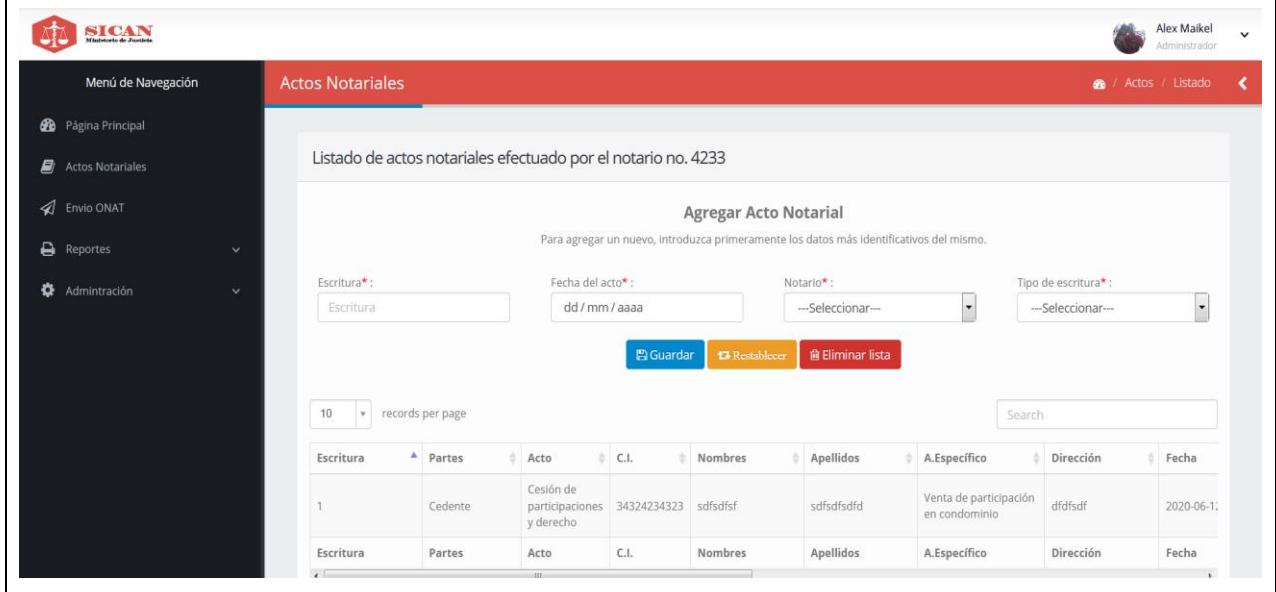 SICAN
Ministerio de Justicia
Alex Maikel
Administrador
Menú de Navegación
Actos Notariales
/ Actos / Listado
Página Principal
Actos Notariales
Envio ONAT
Reportes
Admintración
Listado de actos notariales efectuado por el notario no. 4233
Agregar Acto Notarial
Para agregar un nuevo, introduzca primeramente los datos más identificativos del mismo.
Escritura*: Fecha del acto*: Notario*: Tipo de escritura*:
Escritura dd / mm / aaaa ---Seleccionar--- ---Seleccionar---
Guardar Restablecer Eliminar lista
10 records per page Search
Escritura Partes Acto C.I. Nombres Apellidos A.Específico Dirección Fecha
1 Cedente Cesión de participaciones y derecho 34324234323 sdfsdfsf sdfsdfsdfd Venta de participación en condominio dfdfsdf 2020-06-1
Escritura Partes Acto C.I. Nombres Apellidos A.Específico Dirección Fecha